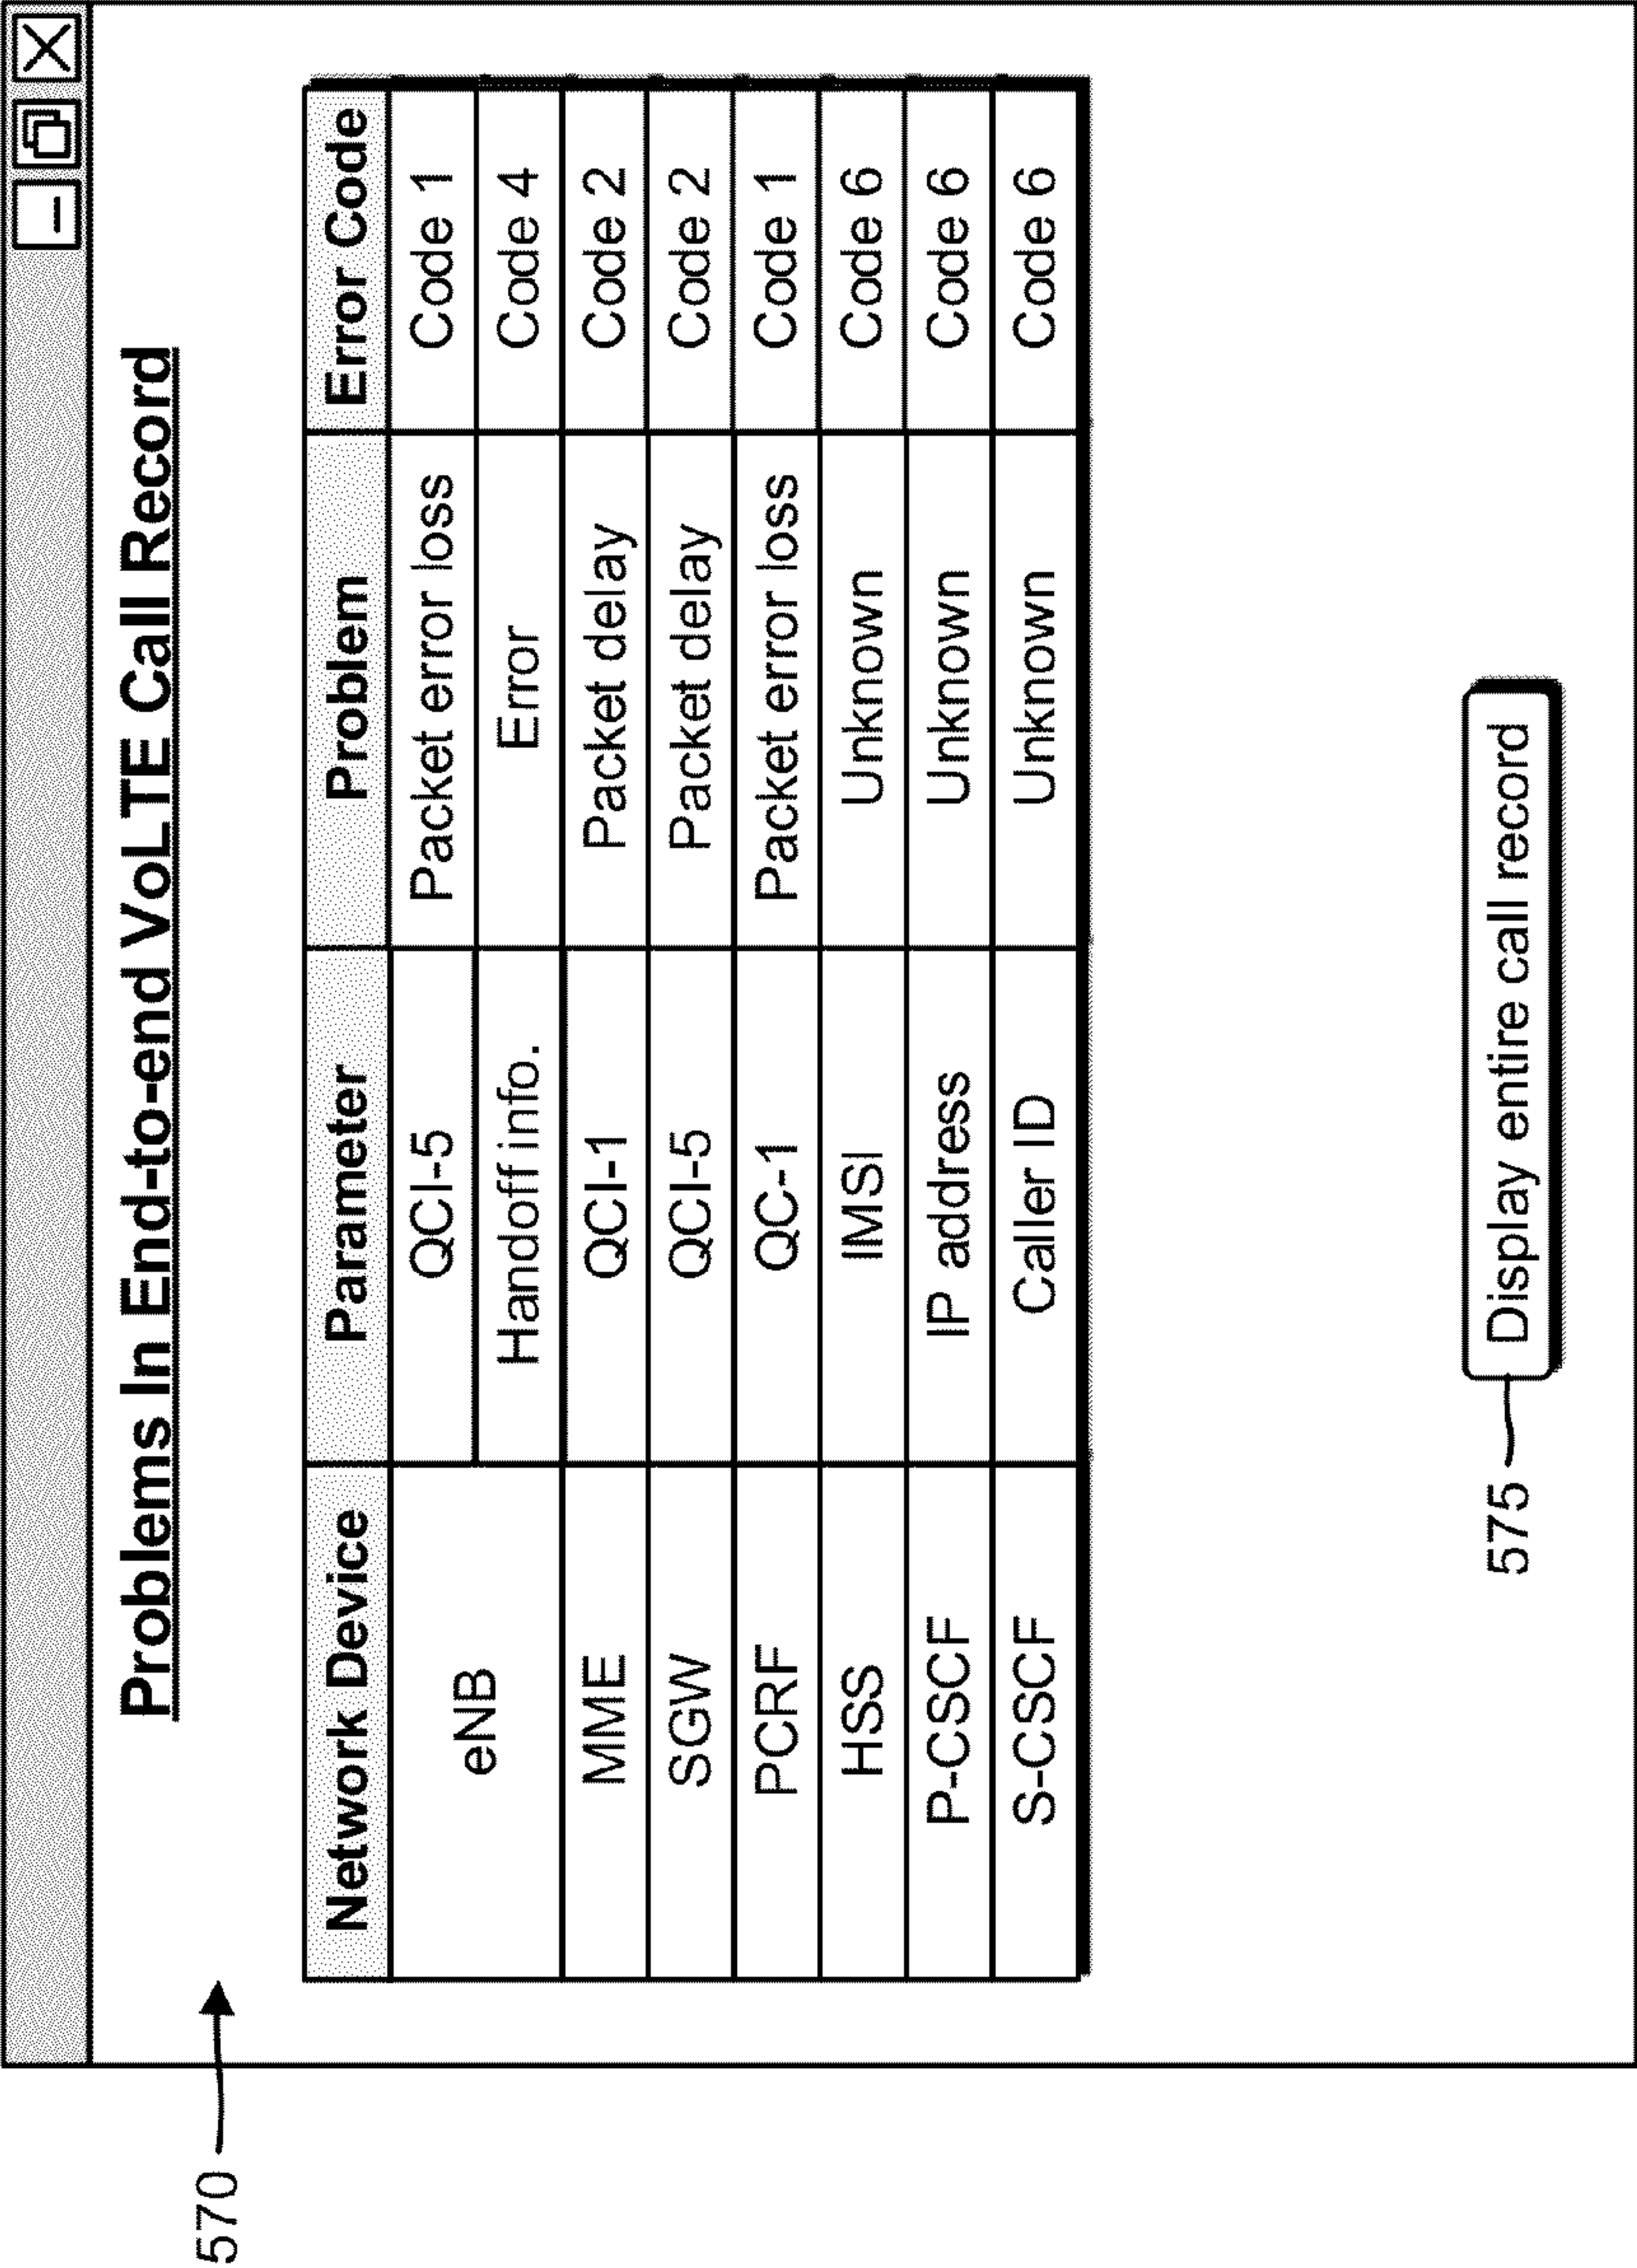 Problems In End-to-end VoLTE Call Record
570
Network Device Parameter Problem Error Code
eNB QCI-5 Packet error loss Code 1
Handoff info. Error Code 4
MME QCI-1 Packet delay Code 2
SGW QCI-5 Packet delay Code 2
PCRF QC-1 Packet error loss Code 1
HSS IMSI Unknown Code 6
P-CSCF IP address Unknown Code 6
S-CSCF Caller ID Unknown Code 6
575 Display entire call record